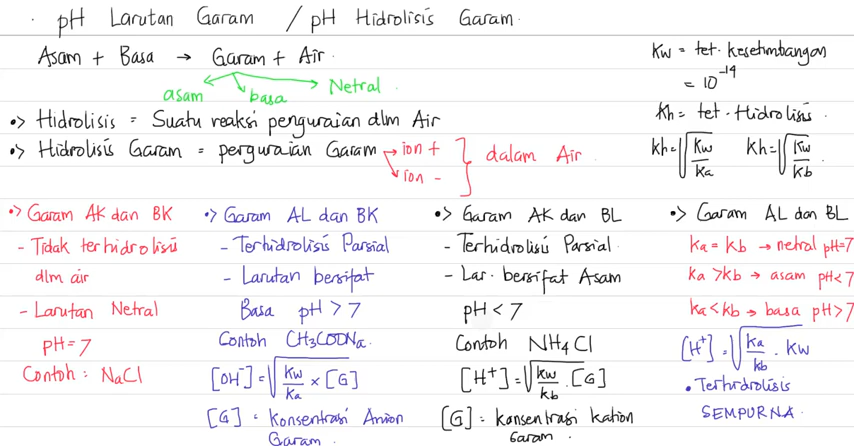 · pH Larutan Garam / pH Hidrolisis Garam.
Asam + Basa → Garam + Air.
asam basa Netral.
•> Hidrolisis = Suatu reaksi penguraian dlm Air
•> Hidrolisis Garam = perguraian Garam → ion + } dalam Air.
→ ion -
Kw = tet. kesetimbangan
= 10⁻¹⁴
Kh = tet. Hidrolisis
kh = √(Kw/ka) kh = √(Kw/kb).
•> Garam AK dan BK
- Tidak terhidrolisis
dlm air
- Larutan Netral
pH = 7
Contoh : NaCl
•> Garam AL dan BK
- Terhidrolisis Parsial
- Larutan bersifat
Basa pH > 7
Contoh CH3COONa.
[OH⁻] = √(kw/ka × [G])
[G] = Konsentrasi Anion
Garam.
•> Garam AK dan BL
- Terhidrolisis Parsial.
- Lar. bersifat Asam
pH < 7
Contoh NH4Cl
[H⁺] = √(kw/kb . [G])
[G] = konsentrasi kation
Garam.
•> Garam AL dan BL
ka = kb → netral pH=7
ka > kb → asam pH<7
ka < kb → basa pH>7
[H⁺] = √(ka/kb . Kw)
• Terhidrolisis
SEMPURNA.